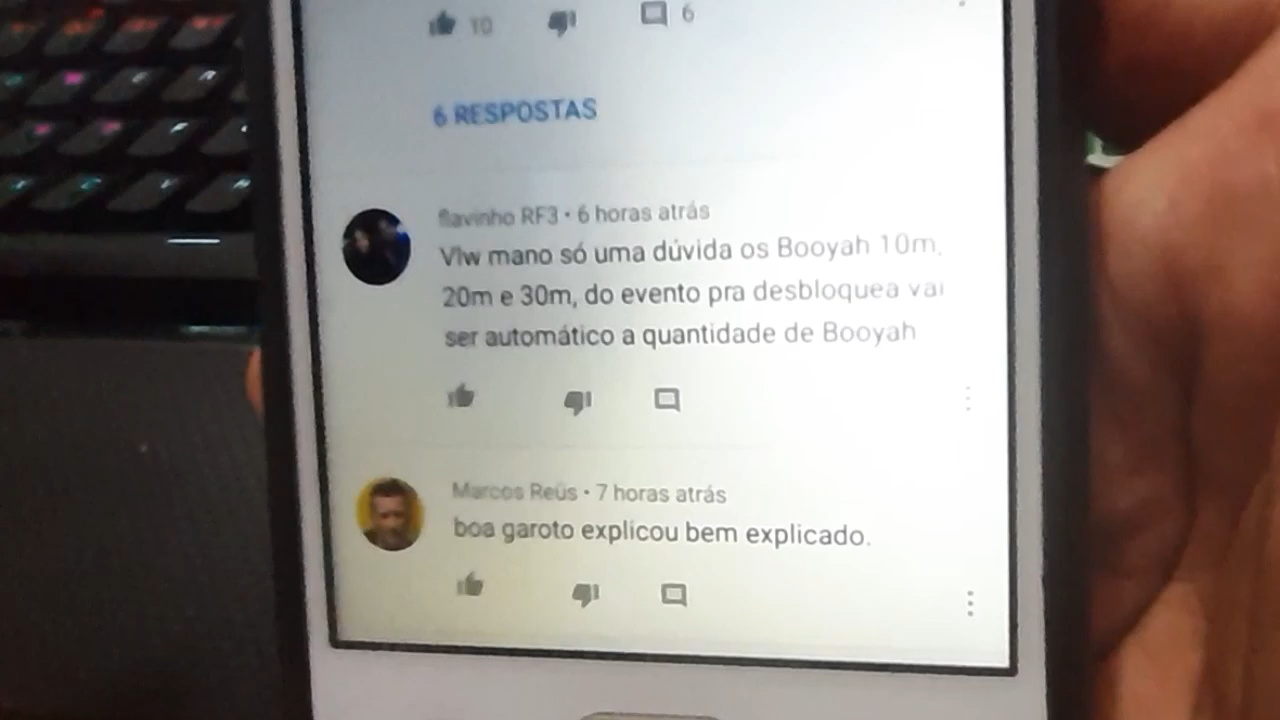 10 6
6 RESPOSTAS
flavinho RF3 • 6 horas atrás
Vlw mano só uma dúvida os Booyah 10m,
20m e 30m, do evento pra desbloquea vai
ser automático a quantidade de Booyah
Marcos Reüs • 7 horas atrás
boa garoto explicou bem explicado.